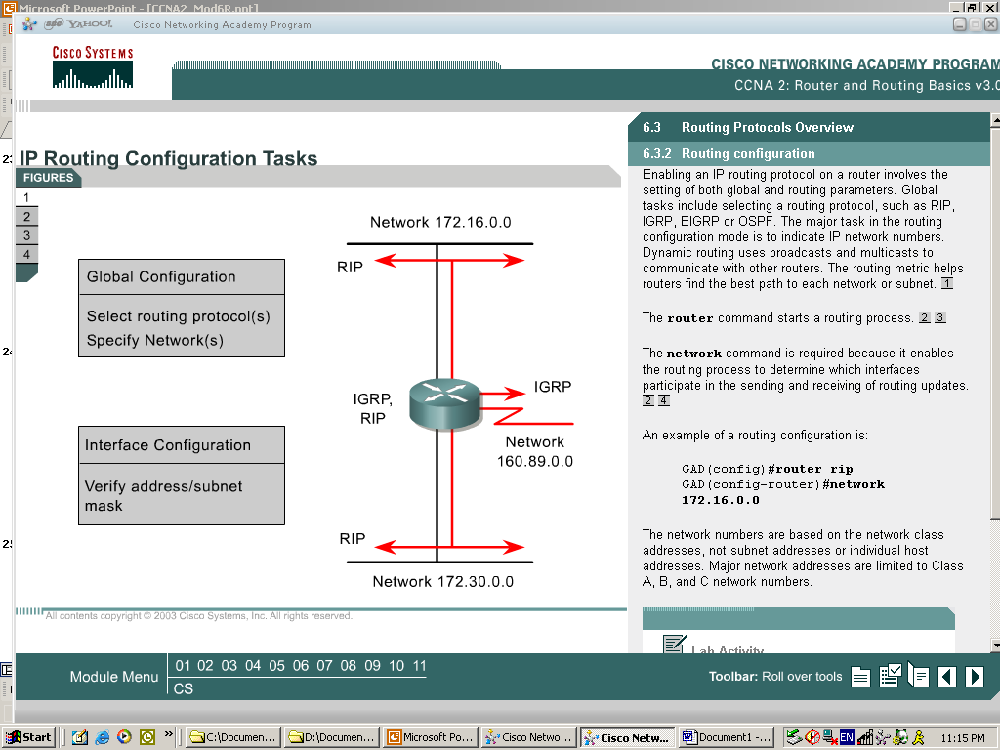 Microsoft PowerPoint - [CCNA2_Mod6R.ppt]
YAHOO! Cisco Networking Academy Program
CISCO SYSTEMS
CISCO NETWORKING ACADEMY PROGRAM
CCNA 2: Router and Routing Basics v3.0
6.3 Routing Protocols Overview
6.3.2 Routing configuration
IP Routing Configuration Tasks
FIGURES
1
2
3
4
Network 172.16.0.0
RIP
Global Configuration
Select routing protocol(s)
Specify Network(s)
IGRP
IGRP,
RIP
Network
160.89.0.0
Interface Configuration
Verify address/subnet
mask
RIP
Network 172.30.0.0
All contents copyright © 2003 Cisco Systems, Inc. All rights reserved.
Enabling an IP routing protocol on a router involves the
setting of both global and routing parameters. Global
tasks include selecting a routing protocol, such as RIP,
IGRP, EIGRP or OSPF. The major task in the routing
configuration mode is to indicate IP network numbers.
Dynamic routing uses broadcasts and multicasts to
communicate with other routers. The routing metric helps
routers find the best path to each network or subnet. 1
The router command starts a routing process. 2 3
The network command is required because it enables
the routing process to determine which interfaces
participate in the sending and receiving of routing updates.
2 4
An example of a routing configuration is:
GAD(config)#router rip
GAD(config-router)#network
172.16.0.0
The network numbers are based on the network class
addresses, not subnet addresses or individual host
addresses. Major network addresses are limited to Class
A, B, and C network numbers.
Lab Activity
Module Menu 01 02 03 04 05 06 07 08 09 10 11
CS
Toolbar: Roll over tools
Start » C:\Documen... D:\Documen... Microsoft Po... Cisco Netwo... Cisco Netw... Document1 -... EN 11:15 PM